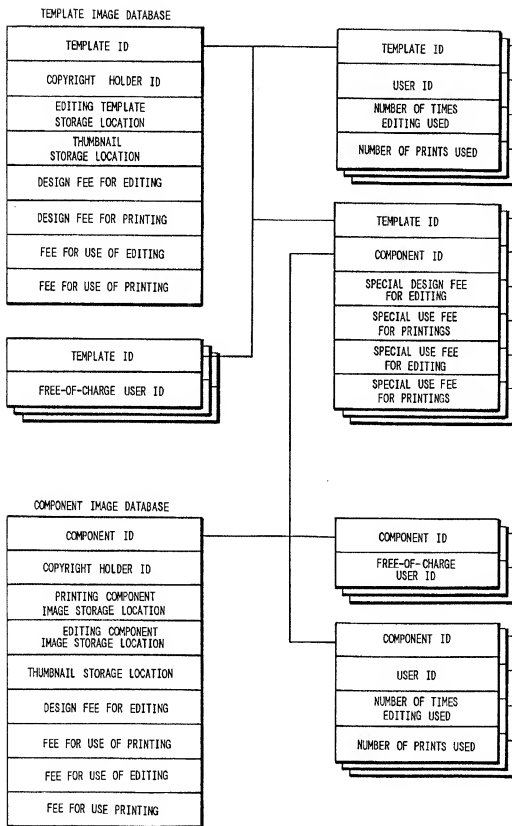 TEMPLATE IMAGE DATABASE
TEMPLATE ID
COPYRIGHT HOLDER ID
EDITING TEMPLATE
STORAGE LOCATION
THUMBNAIL
STORAGE LOCATION
DESIGN FEE FOR EDITING
DESIGN FEE FOR PRINTING
FEE FOR USE OF EDITING
FEE FOR USE OF PRINTING
TEMPLATE ID
USER ID
NUMBER OF TIMES
EDITING USED
NUMBER OF PRINTS USED
TEMPLATE ID
COMPONENT ID
SPECIAL DESIGN FEE
FOR EDITING
SPECIAL USE FEE
FOR PRINTINGS
SPECIAL USE FEE
FOR EDITING
SPECIAL USE FEE
FOR PRINTINGS
TEMPLATE ID
FREE-OF-CHARGE USER ID
COMPONENT IMAGE DATABASE
COMPONENT ID
COPYRIGHT HOLDER ID
PRINTING COMPONENT
IMAGE STORAGE LOCATION
EDITING COMPONENT
IMAGE STORAGE LOCATION
THUMBNAIL STORAGE LOCATION
DESIGN FEE FOR EDITING
FEE FOR USE OF PRINTING
FEE FOR USE OF EDITING
FEE FOR USE PRINTING
COMPONENT ID
FREE-OF-CHARGE
USER ID
COMPONENT ID
USER ID
NUMBER OF TIMES
EDITING USED
NUMBER OF PRINTS USED